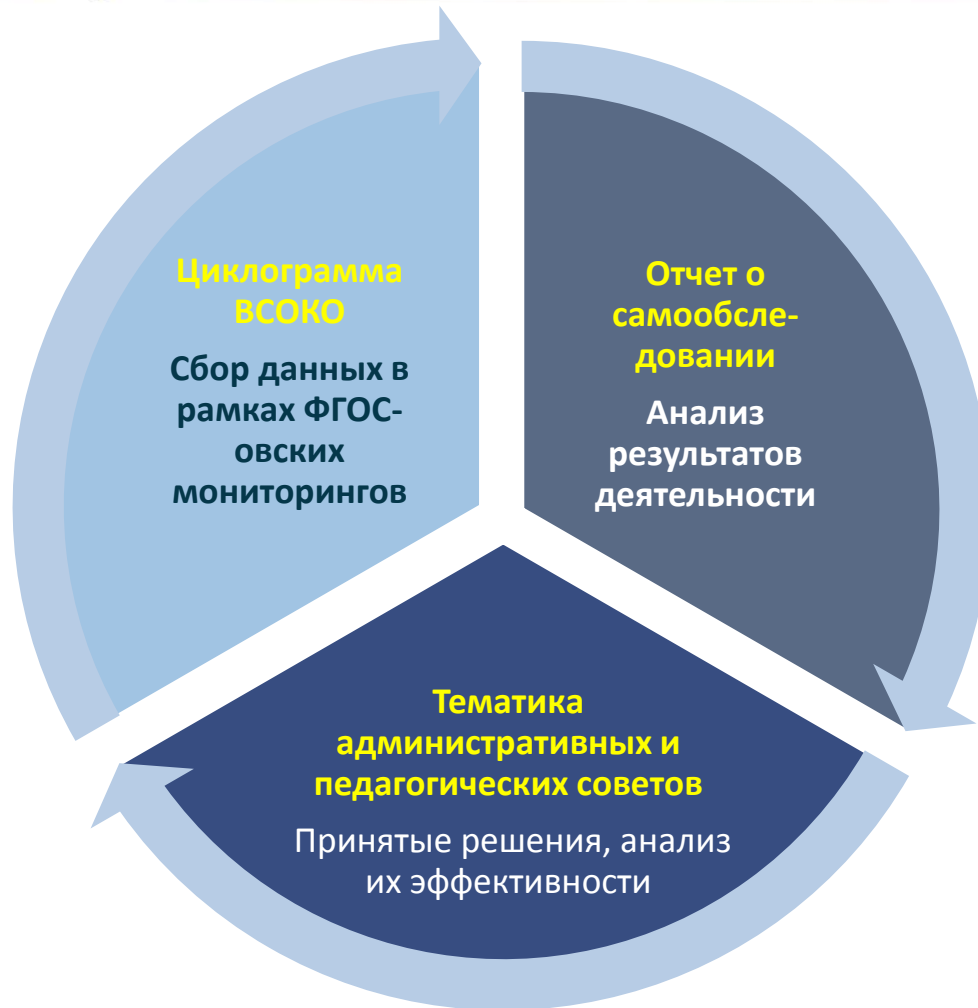 Циклограмма
ВСОКО
Сбор данных в
рамках ФГОС-
овских
мониторингов
Отчет о
самообсле-
довании
Анализ
результатов
деятельности
Тематика
административных и
педагогических советов
Принятые решения, анализ
их эффективности